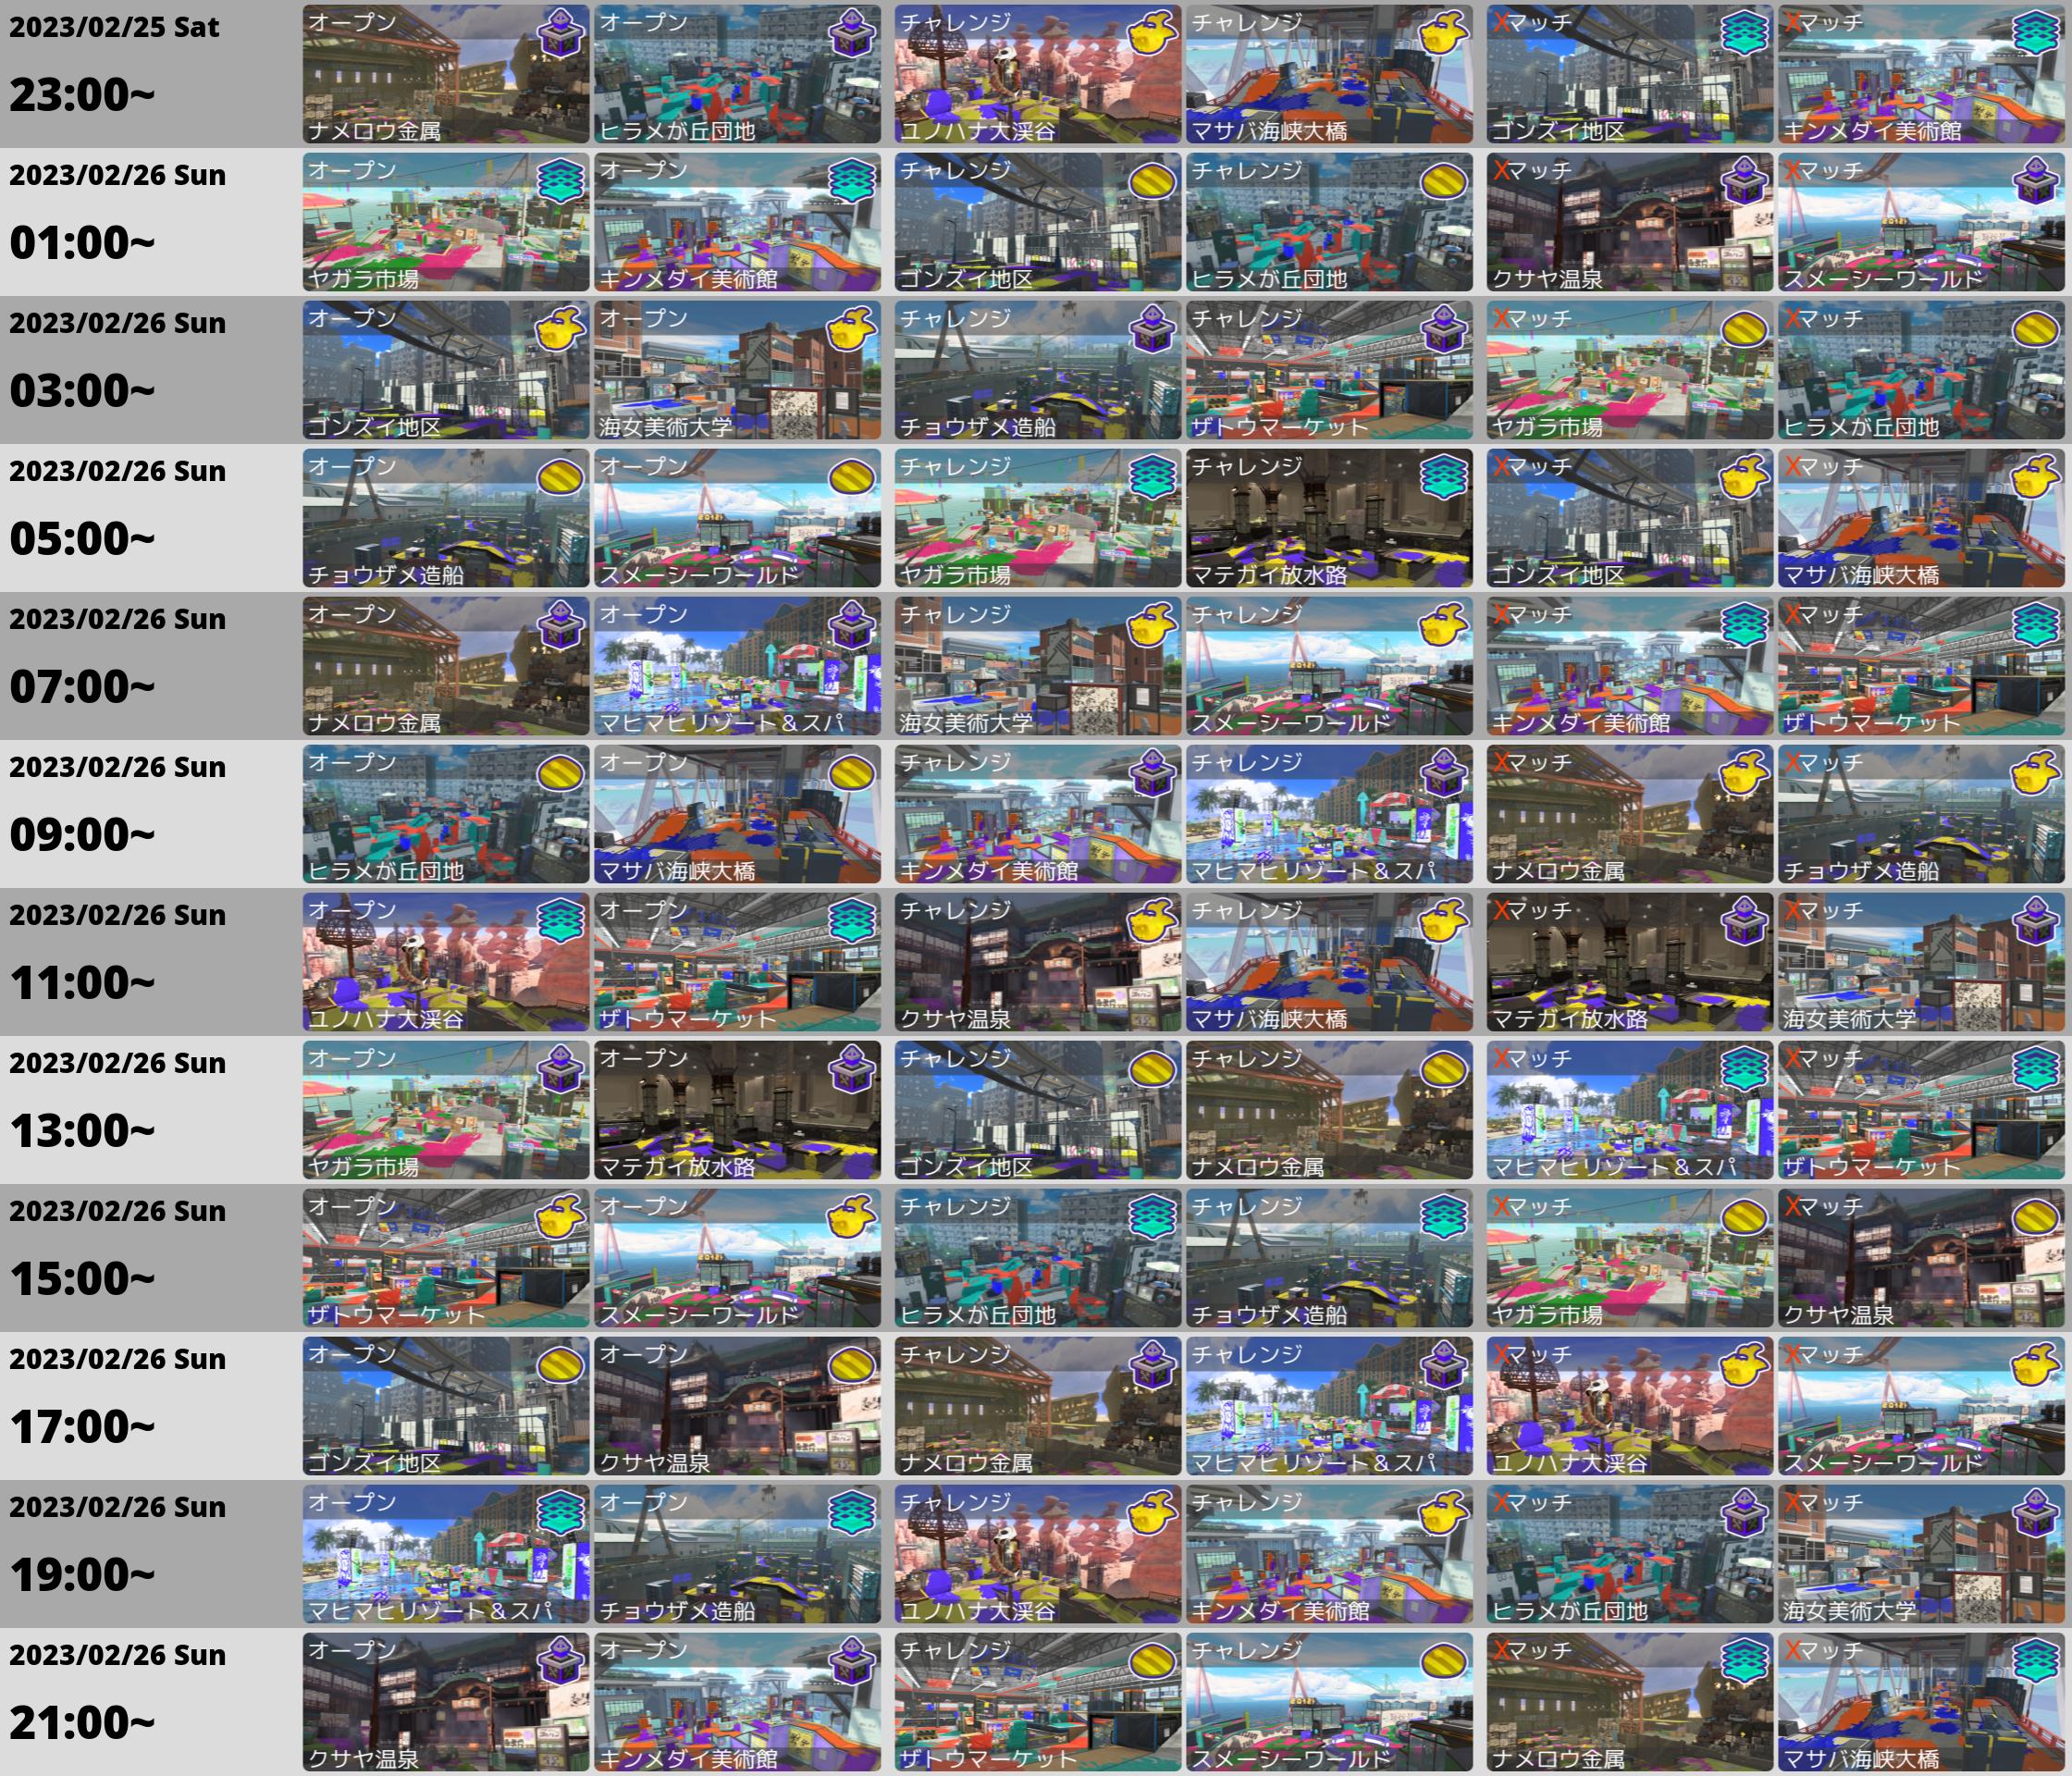 2023/02/25 Sat
23:00~
オープン オープン チャレンジ チャレンジ Xマッチ Xマッチ
ナメロウ金属 ヒラメが丘団地 ユノハナ大渓谷 マサバ海峡大橋 ゴンズイ地区 キンメダイ美術館
2023/02/26 Sun
01:00~
オープン オープン チャレンジ チャレンジ Xマッチ Xマッチ
ヤガラ市場 キンメダイ美術館 ゴンズイ地区 ヒラメが丘団地 クサヤ温泉 スメーシーワールド
2023/02/26 Sun
03:00~
オープン オープン チャレンジ チャレンジ Xマッチ Xマッチ
ゴンズイ地区 海女美術大学 チョウザメ造船 ザトウマーケット ヤガラ市場 ヒラメが丘団地
2023/02/26 Sun
05:00~
オープン オープン チャレンジ チャレンジ Xマッチ Xマッチ
チョウザメ造船 スメーシーワールド ヤガラ市場 マテガイ放水路 ゴンズイ地区 マサバ海峡大橋
2023/02/26 Sun
07:00~
オープン オープン チャレンジ チャレンジ Xマッチ Xマッチ
ナメロウ金属 マヒマヒリゾート＆スパ 海女美術大学 スメーシーワールド キンメダイ美術館 ザトウマーケット
2023/02/26 Sun
09:00~
オープン オープン チャレンジ チャレンジ Xマッチ Xマッチ
ヒラメが丘団地 マサバ海峡大橋 キンメダイ美術館 マヒマヒリゾート＆スパ ナメロウ金属 チョウザメ造船
2023/02/26 Sun
11:00~
オープン オープン チャレンジ チャレンジ Xマッチ Xマッチ
ユノハナ大渓谷 ザトウマーケット クサヤ温泉 マサバ海峡大橋 マテガイ放水路 海女美術大学
2023/02/26 Sun
13:00~
オープン オープン チャレンジ チャレンジ Xマッチ Xマッチ
ヤガラ市場 マテガイ放水路 ゴンズイ地区 ナメロウ金属 マヒマヒリゾート＆スパ ザトウマーケット
2023/02/26 Sun
15:00~
オープン オープン チャレンジ チャレンジ Xマッチ Xマッチ
ザトウマーケット スメーシーワールド ヒラメが丘団地 チョウザメ造船 ヤガラ市場 クサヤ温泉
2023/02/26 Sun
17:00~
オープン オープン チャレンジ チャレンジ Xマッチ Xマッチ
ゴンズイ地区 クサヤ温泉 ナメロウ金属 マヒマヒリゾート＆スパ ユノハナ大渓谷 スメーシーワールド
2023/02/26 Sun
19:00~
オープン オープン チャレンジ チャレンジ Xマッチ Xマッチ
マヒマヒリゾート＆スパ チョウザメ造船 ユノハナ大渓谷 キンメダイ美術館 ヒラメが丘団地 海女美術大学
2023/02/26 Sun
21:00~
オープン オープン チャレンジ チャレンジ Xマッチ Xマッチ
クサヤ温泉 キンメダイ美術館 ザトウマーケット スメーシーワールド ナメロウ金属 マサバ海峡大橋